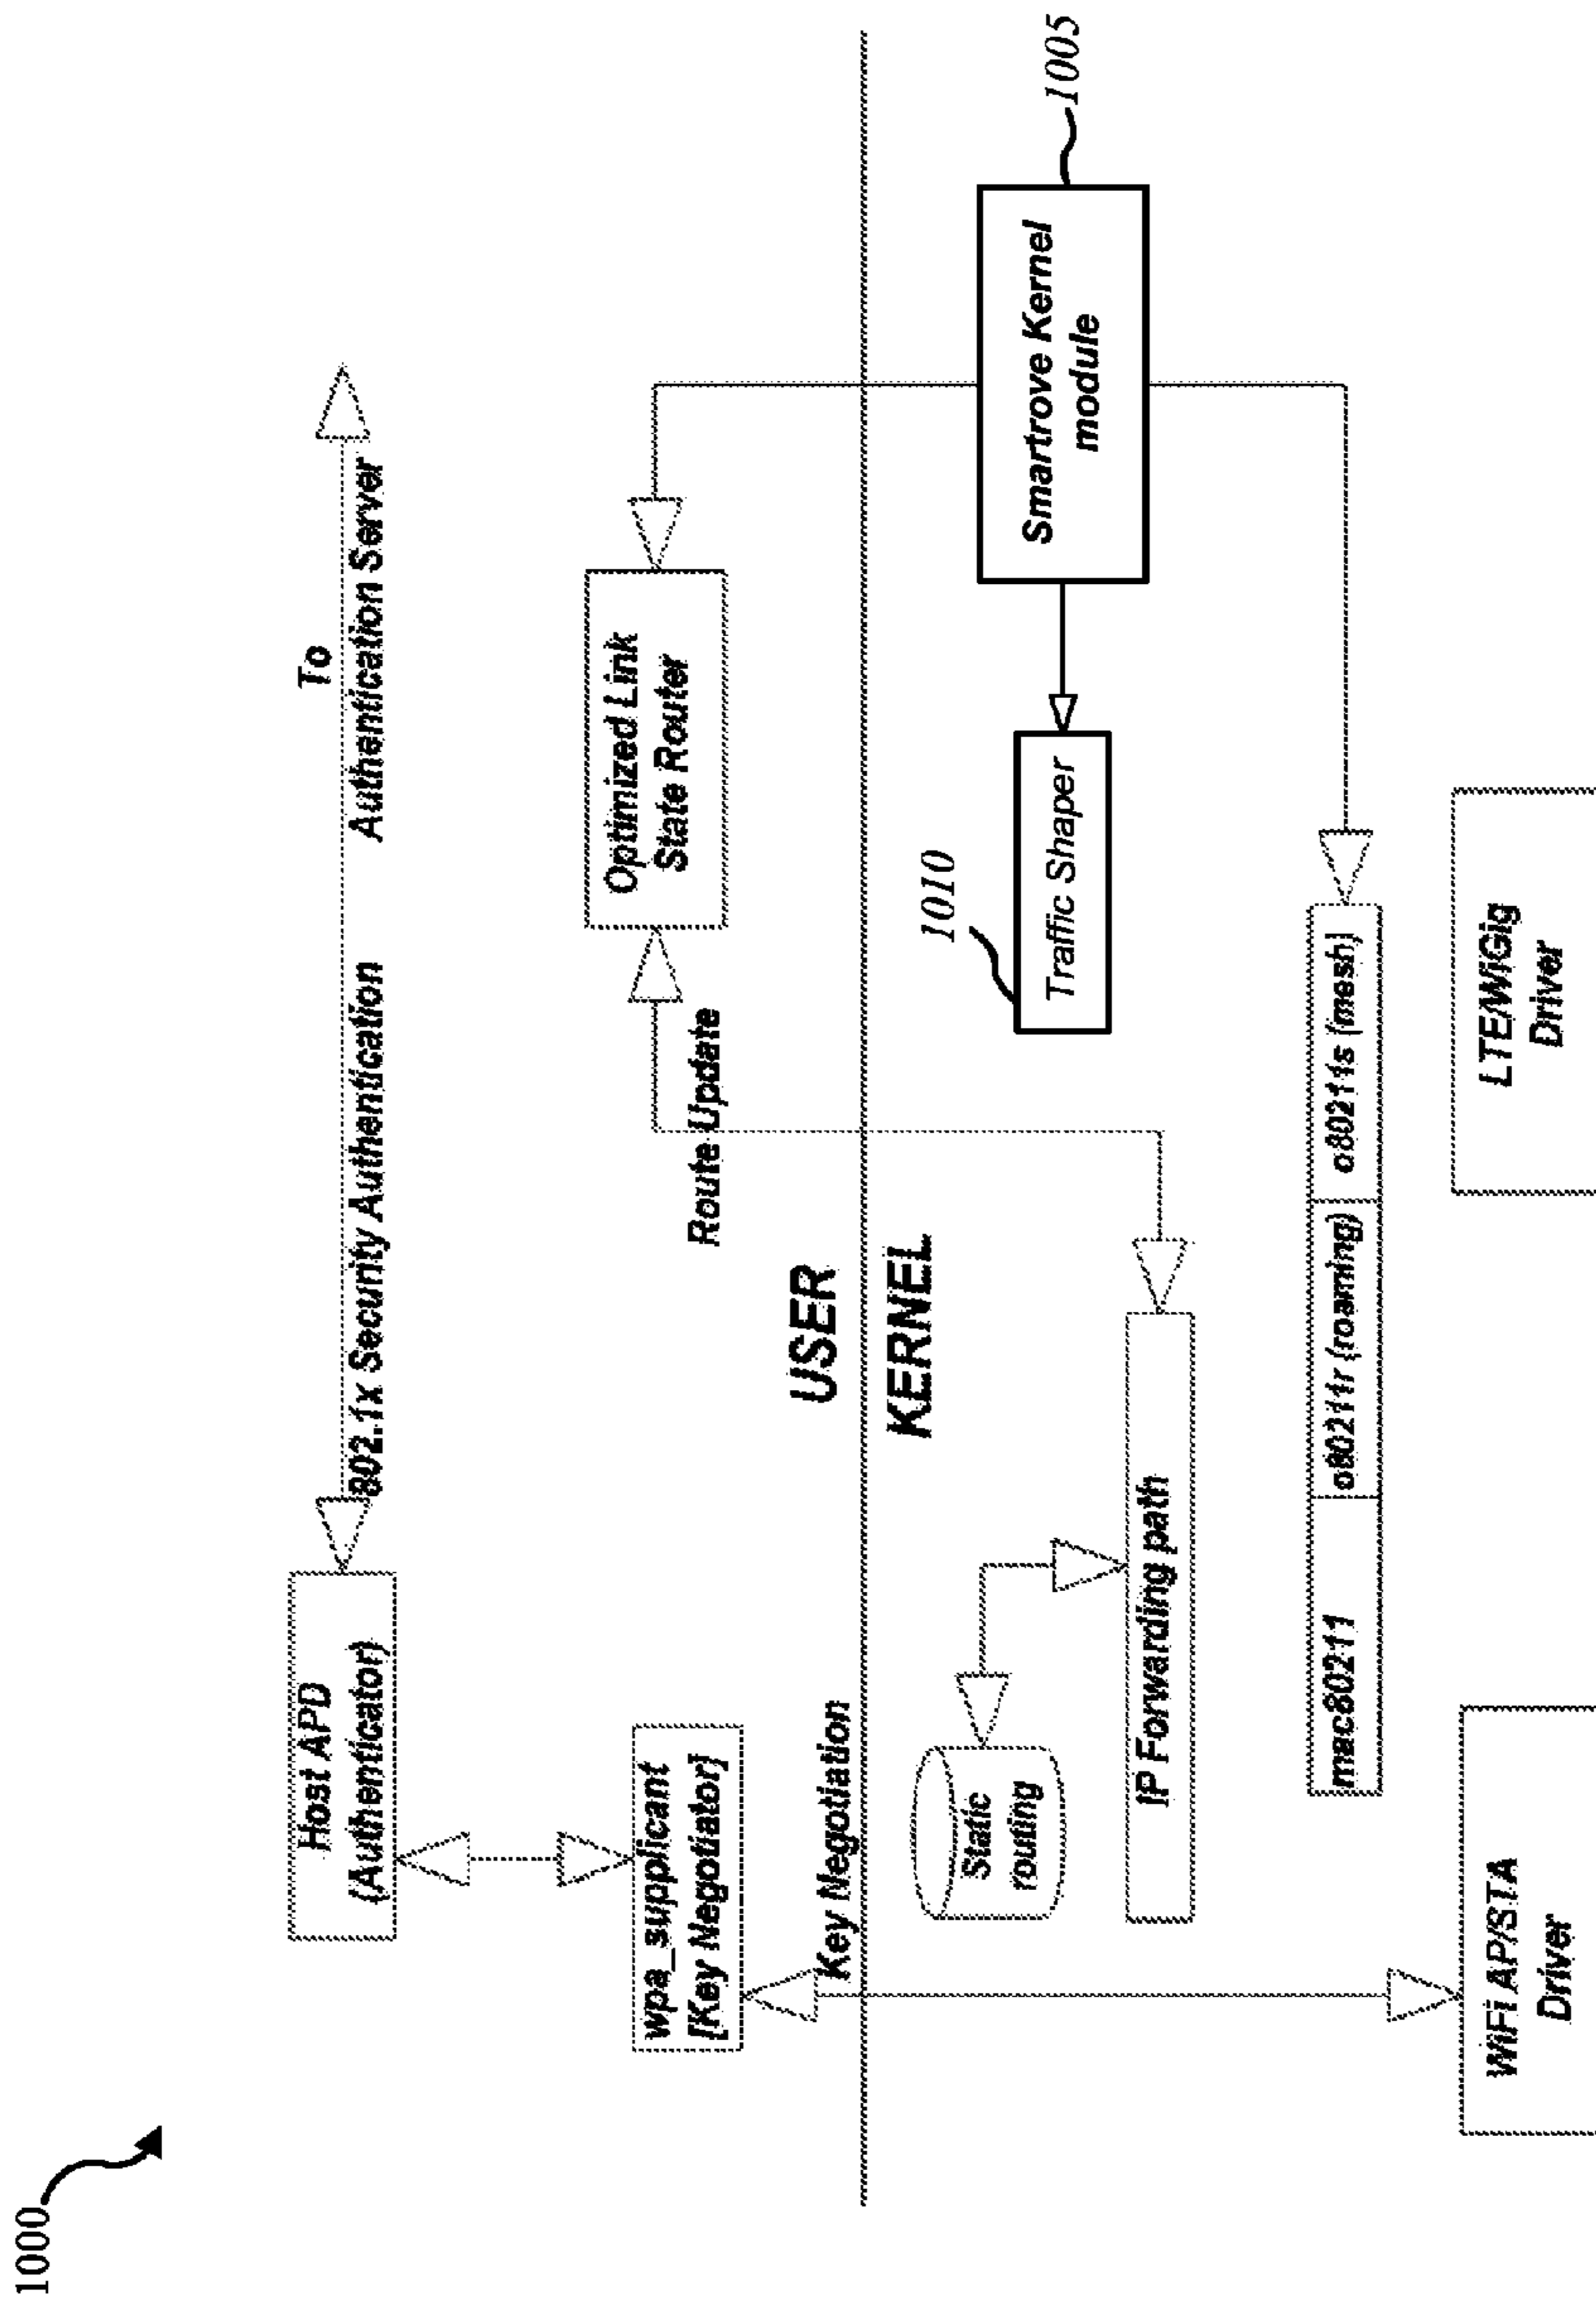 1000
To
802.1x Security Authentication Authentication Server
Host APD
(Authenticator)
Optimized Link
State Router
wpa_supplicant
[Key Negotiator]
Route Update
USER
Key Negotiation
KERNEL
1010
1005
Static
routing
Traffic Shaper
Smartrove Kernel
module
IP Forwarding path
mac80211
o80211r (roaming)
o80211s (mesh)
WiFi AP/STA
Driver
LTE/WiGig
Driver